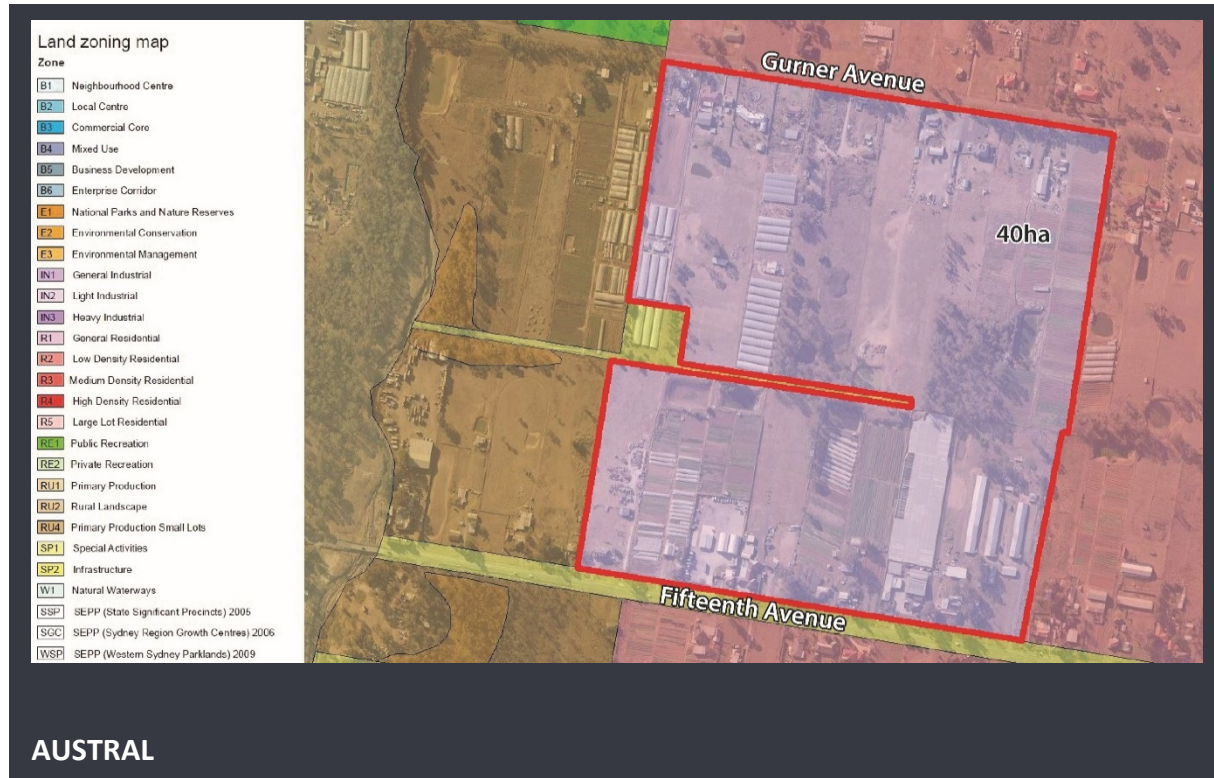 Land zoning map
Zone
B1 Neighbourhood Centre
B2 Local Centre
B3 Commercial Core
B4 Mixed Use
B5 Business Development
B6 Enterprise Corridor
E1 National Parks and Nature Reserves
E2 Environmental Conservation
E3 Environmental Management
IN1 General Industrial
IN2 Light Industrial
IN3 Heavy Industrial
R1 General Residential
R2 Low Density Residential
R3 Medium Density Residential
R4 High Density Residential
R5 Large Lot Residential
RE1 Public Recreation
RE2 Private Recreation
RU1 Primary Production
RU2 Rural Landscape
RU4 Primary Production Small Lots
SP1 Special Activities
SP2 Infrastructure
W1 Natural Waterways
SSP SEPP (State Significant Precincts) 2005
SGC SEPP (Sydney Region Growth Centres) 2006
WSP SEPP (Western Sydney Parklands) 2009
Gurner Avenue
40ha
Fifteenth Avenue
AUSTRAL